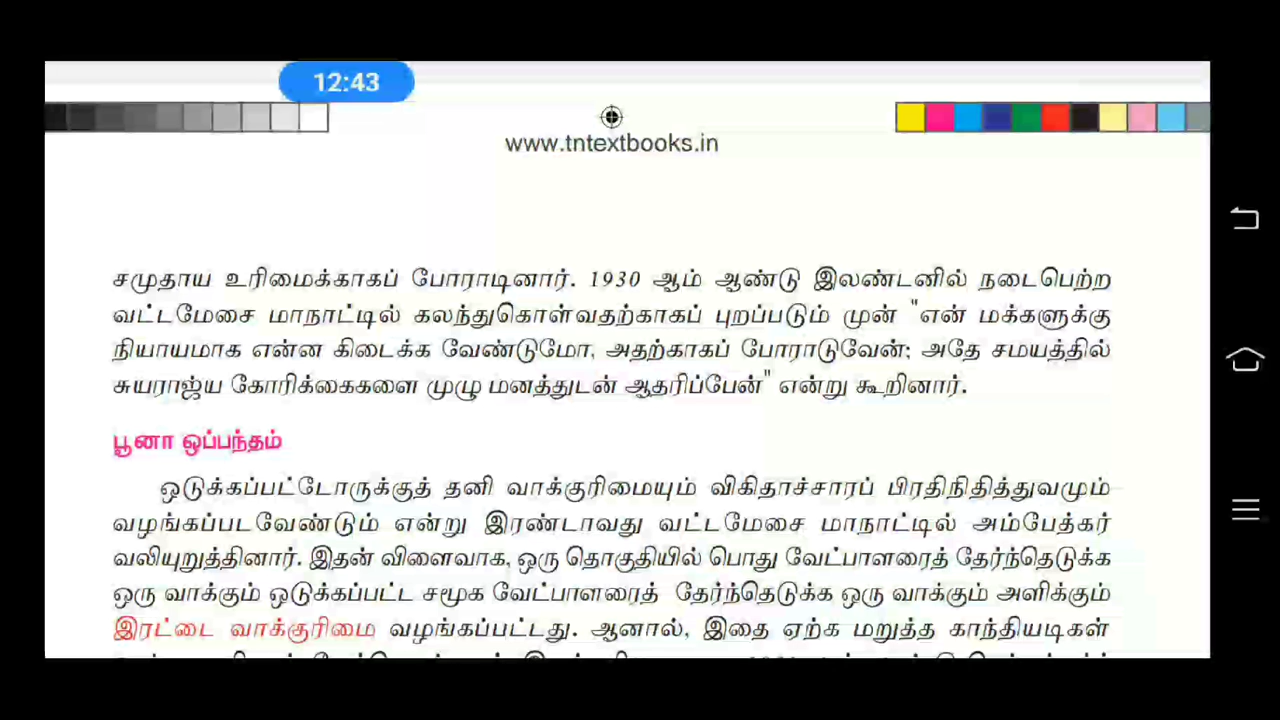 12:43
www.tntextbooks.in
சமுதாய உரிமைக்காகப் போராடினார். 1930 ஆம் ஆண்டு இலண்டனில் நடைபெற்ற
வட்டமேசை மாநாட்டில் கலந்துகொள்வதற்காகப் புறப்படும் முன் "என் மக்களுக்கு
நியாயமாக என்ன கிடைக்க வேண்டுமோ, அதற்காகப் போராடுவேன்; அதே சமயத்தில்
சுயராஜ்ய கோரிக்கைகளை முழு மனத்துடன் ஆதரிப்பேன்" என்று கூறினார்.
பூனா ஒப்பந்தம்
ஒடுக்கப்பட்டோருக்குத் தனி வாக்குரிமையும் விகிதாச்சாரப் பிரதிநிதித்துவமும்
வழங்கப்படவேண்டும் என்று இரண்டாவது வட்டமேசை மாநாட்டில் அம்பேத்கர்
வலியுறுத்தினார். இதன் விளைவாக, ஒரு தொகுதியில் பொது வேட்பாளரைத் தேர்ந்தெடுக்க
ஒரு வாக்கும் ஒடுக்கப்பட்ட சமூக வேட்பாளரைத் தேர்ந்தெடுக்க ஒரு வாக்கும் அளிக்கும்
இரட்டை வாக்குரிமை வழங்கப்பட்டது. ஆனால், இதை ஏற்க மறுத்த காந்தியடிகள்